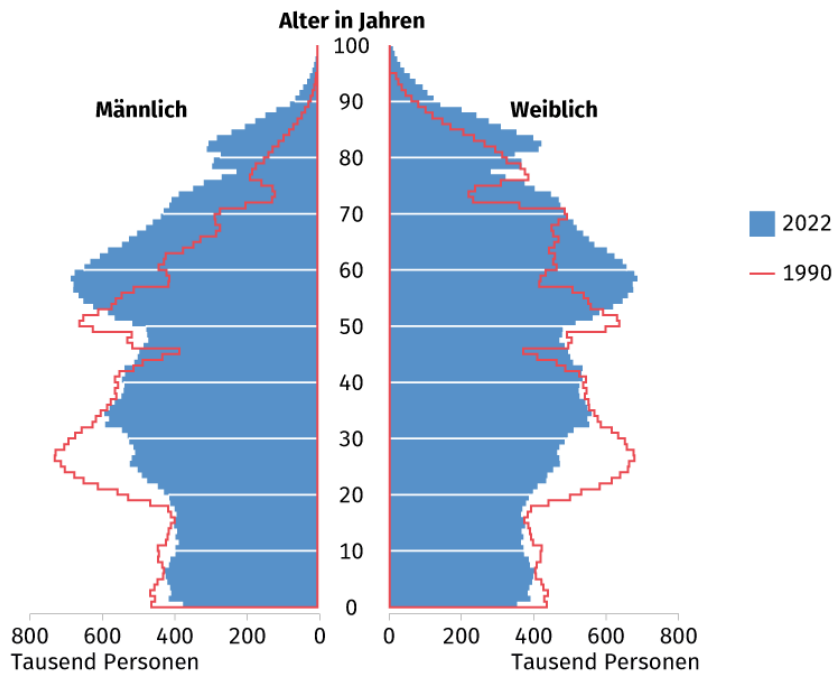 Alter in Jahren
Männlich
Weiblich
100
90
80
70
60
50
40
30
20
10
0
2022
1990
800 600 400 200 0
0 200 400 600 800
Tausend Personen
Tausend Personen